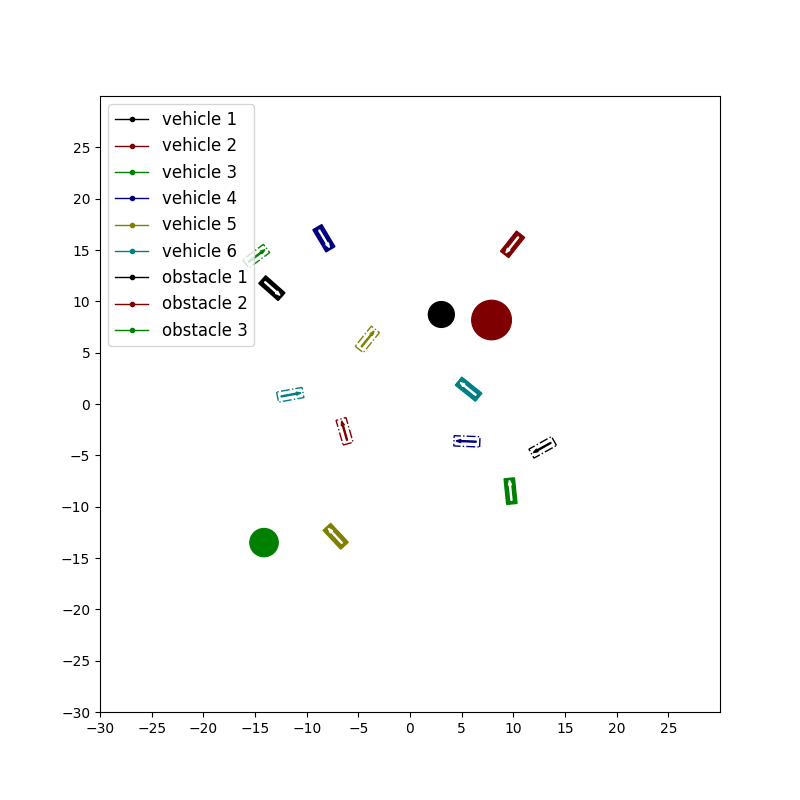 vehicle 1
vehicle 2
vehicle 3
vehicle 4
vehicle 5
vehicle 6
obstacle 1
obstacle 2
obstacle 3
25
20
15
10
5
0
−5
−10
−15
−20
−25
−30
−30 −25 −20 −15 −10 −5 0 5 10 15 20 25